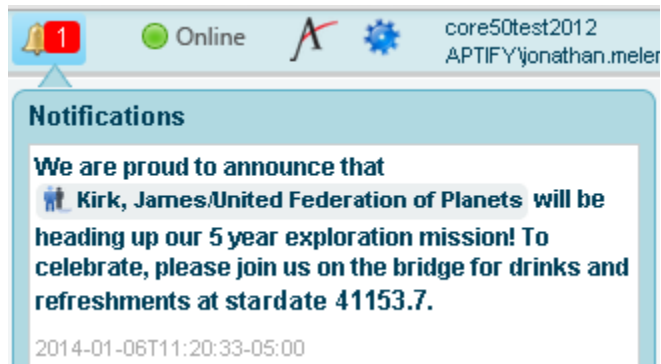 1 Online core50test2012
APTIFY\jonathan.meler
Notifications
We are proud to announce that
Kirk, James/United Federation of Planets will be
heading up our 5 year exploration mission! To
celebrate, please join us on the bridge for drinks and
refreshments at stardate 41153.7.
2014-01-06T11:20:33-05:00